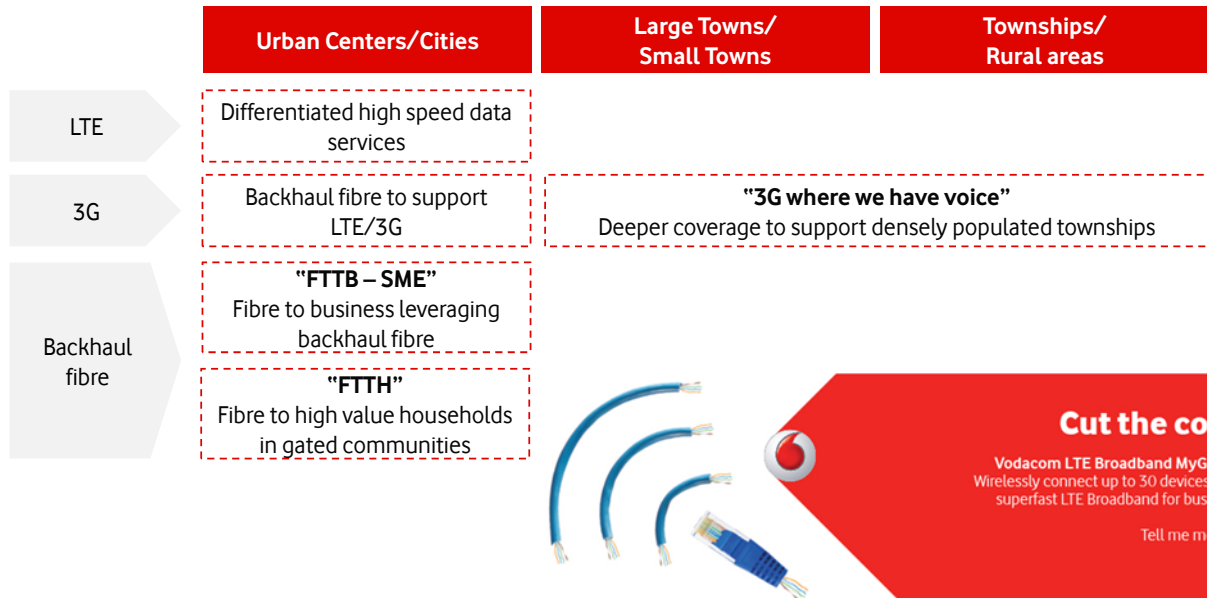 Urban Centers/Cities
Large Towns/
Small Towns
Townships/
Rural areas
LTE
Differentiated high speed data
services
3G
Backhaul fibre to support
LTE/3G
“3G where we have voice”
Deeper coverage to support densely populated townships
Backhaul
fibre
“FTTB – SME”
Fibre to business leveraging
backhaul fibre
“FTTH”
Fibre to high value households
in gated communities
Cut the co
Vodacom LTE Broadband MyG
Wirelessly connect up to 30 devices
superfast LTE Broadband for bus
Tell me m